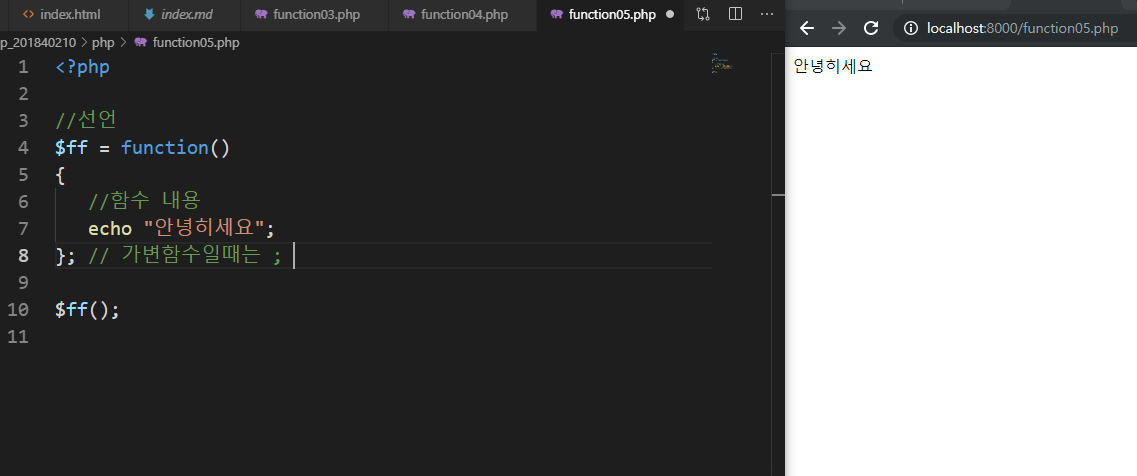 index.html index.md function03.php function04.php function05.php
p_201840210 > php > function05.php
1 <?php
2
3 //선언
4 $ff = function()
5 {
6 //함수 내용
7 echo "안녕히세요";
8 }; // 가변함수일때는 ;
9
10 $ff();
11
localhost:8000/function05.php
안녕히세요